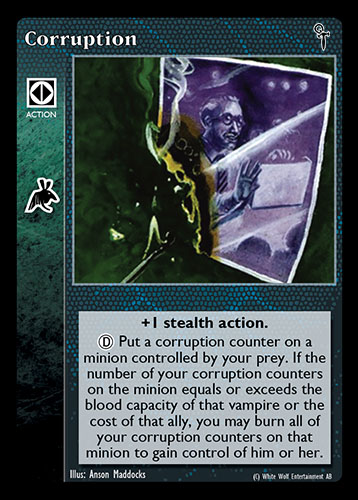 Corruption
ACTION
+1 stealth action.
Ⓓ Put a corruption counter on a
minion controlled by your prey. If the
number of your corruption counters
on the minion equals or exceeds the
blood capacity of that vampire or the
cost of that ally, you may burn all of
your corruption counters on that
minion to gain control of him or her.
Illus: Anson Maddocks
(C) White Wolf Entertainment AB